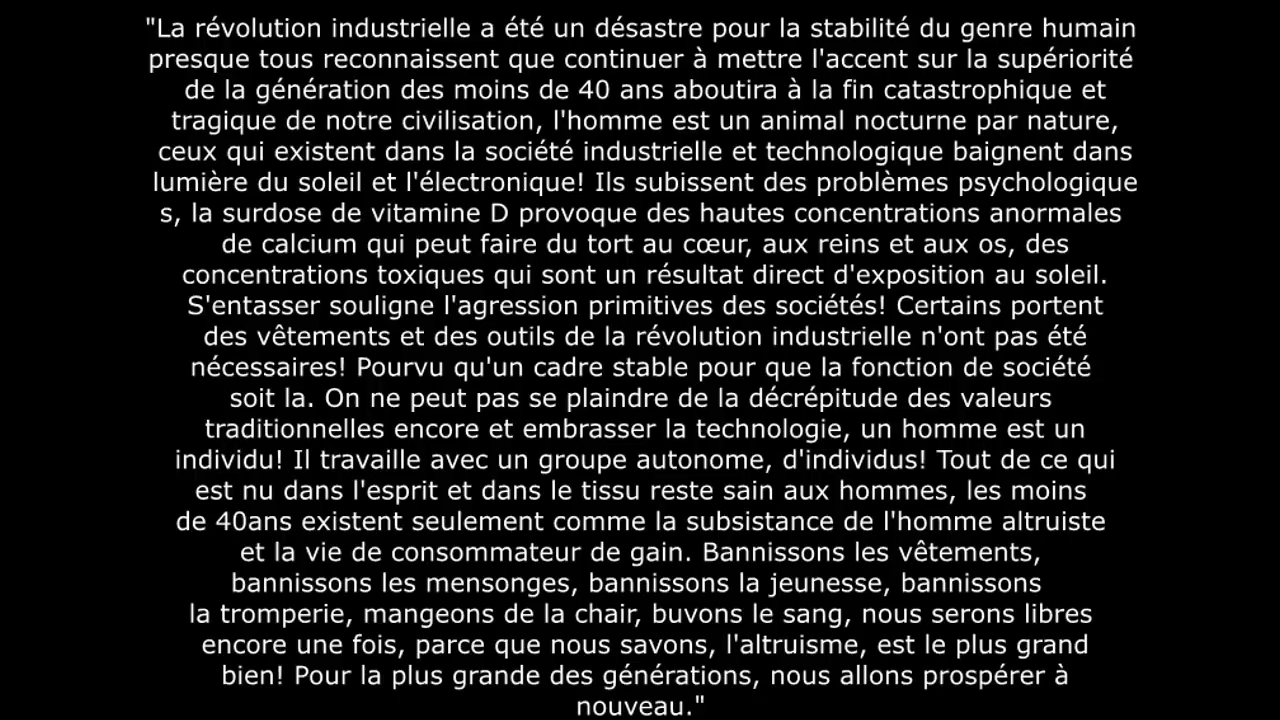 "La révolution industrielle a été un désastre pour la stabilité du genre humain
presque tous reconnaissent que continuer à mettre l'accent sur la supériorité
de la génération des moins de 40 ans aboutira à la fin catastrophique et
tragique de notre civilisation, l'homme est un animal nocturne par nature,
ceux qui existent dans la société industrielle et technologique baignent dans
lumière du soleil et l'électronique! Ils subissent des problèmes psychologique
s, la surdose de vitamine D provoque des hautes concentrations anormales
de calcium qui peut faire du tort au cœur, aux reins et aux os, des
concentrations toxiques qui sont un résultat direct d'exposition au soleil.
S'entasser souligne l'agression primitives des sociétés! Certains portent
des vêtements et des outils de la révolution industrielle n'ont pas été
nécessaires! Pourvu qu'un cadre stable pour que la fonction de société
soit la. On ne peut pas se plaindre de la décrépitude des valeurs
traditionnelles encore et embrasser la technologie, un homme est un
individu! Il travaille avec un groupe autonome, d'individus! Tout de ce qui
est nu dans l'esprit et dans le tissu reste sain aux hommes, les moins
de 40ans existent seulement comme la subsistance de l'homme altruiste
et la vie de consommateur de gain. Bannissons les vêtements,
bannissons les mensonges, bannissons la jeunesse, bannissons
la tromperie, mangeons de la chair, buvons le sang, nous serons libres
encore une fois, parce que nous savons, l'altruisme, est le plus grand
bien! Pour la plus grande des générations, nous allons prospérer à
nouveau."